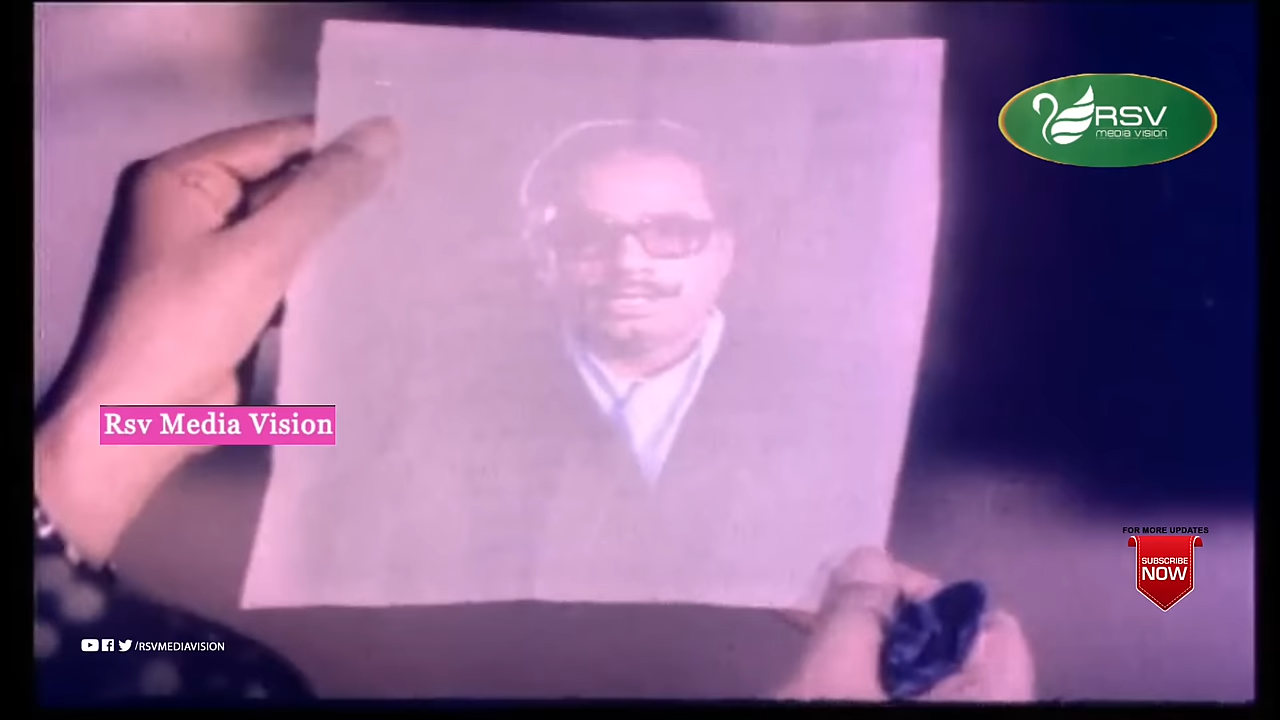 RSV
media vision
Rsv Media Vision
FOR MORE UPDATES
SUBSCRIBE
NOW
/RSVMEDIAVISION